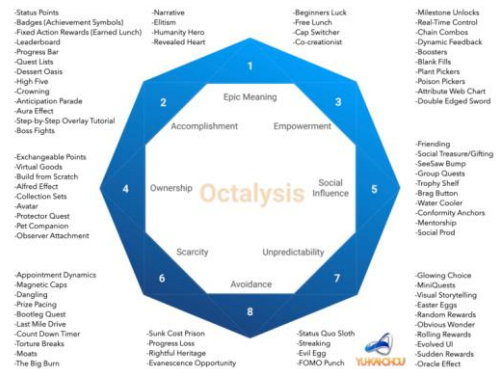 -Status Points
-Badges (Achievement Symbols)
-Fixed Action Rewards (Earned Lunch)
-Leaderboard
-Progress Bar
-Quest Lists
-Dessert Oasis
-High Five
-Crowning
-Anticipation Parade
-Aura Effect
-Step-by-Step Overlay Tutorial
-Boss Fights
-Narrative
-Elitism
-Humanity Hero
-Revealed Heart
-Beginners Luck
-Free Lunch
-Cap Switcher
-Co-creationist
-Milestone Unlocks
-Real-Time Control
-Chain Combos
-Dynamic Feedback
-Boosters
-Blank Fills
-Plant Pickers
-Poison Pickers
-Attribute Web Chart
-Double Edged Sword
1
Epic Meaning
2
Accomplishment
3
Empowerment
-Exchangeable Points
-Virtual Goods
-Build from Scratch
-Alfred Effect
-Collection Sets
-Avatar
-Protector Quest
-Pet Companion
-Observer Attachment
4
Ownership
Octalysis
Social
Influence
5
-Friending
-Social Treasure/Gifting
-SeeSaw Bump
-Group Quests
-Trophy Shelf
-Brag Button
-Water Cooler
-Conformity Anchors
-Mentorship
-Social Prod
Scarcity
6
Unpredictability
7
Avoidance
8
-Appointment Dynamics
-Magnetic Caps
-Dangling
-Prize Pacing
-Bootleg Quest
-Last Mile Drive
-Count Down Timer
-Torture Breaks
-Moats
-The Big Burn
-Sunk Cost Prison
-Progress Loss
-Rightful Heritage
-Evanescence Opportunity
-Status Quo Sloth
-Streaking
-Evil Egg
-FOMO Punch
YUKAICHOU
-Glowing Choice
-MiniQuests
-Visual Storytelling
-Easter Eggs
-Random Rewards
-Obvious Wonder
-Rolling Rewards
-Evolved UI
-Sudden Rewards
-Oracle Effect